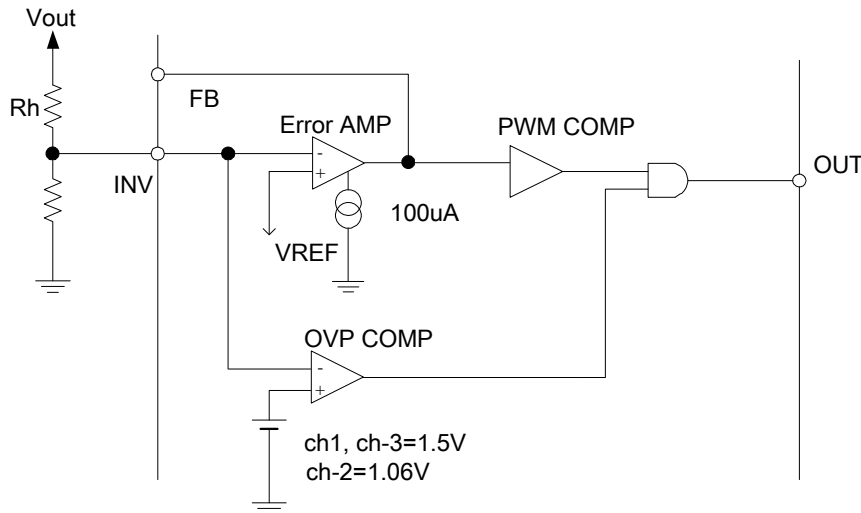 Vout
Rh
FB
Error AMP
PWM COMP
OUT
INV
-
+
100uA
VREF
OVP COMP
-
+
ch1, ch-3=1.5V
ch-2=1.06V